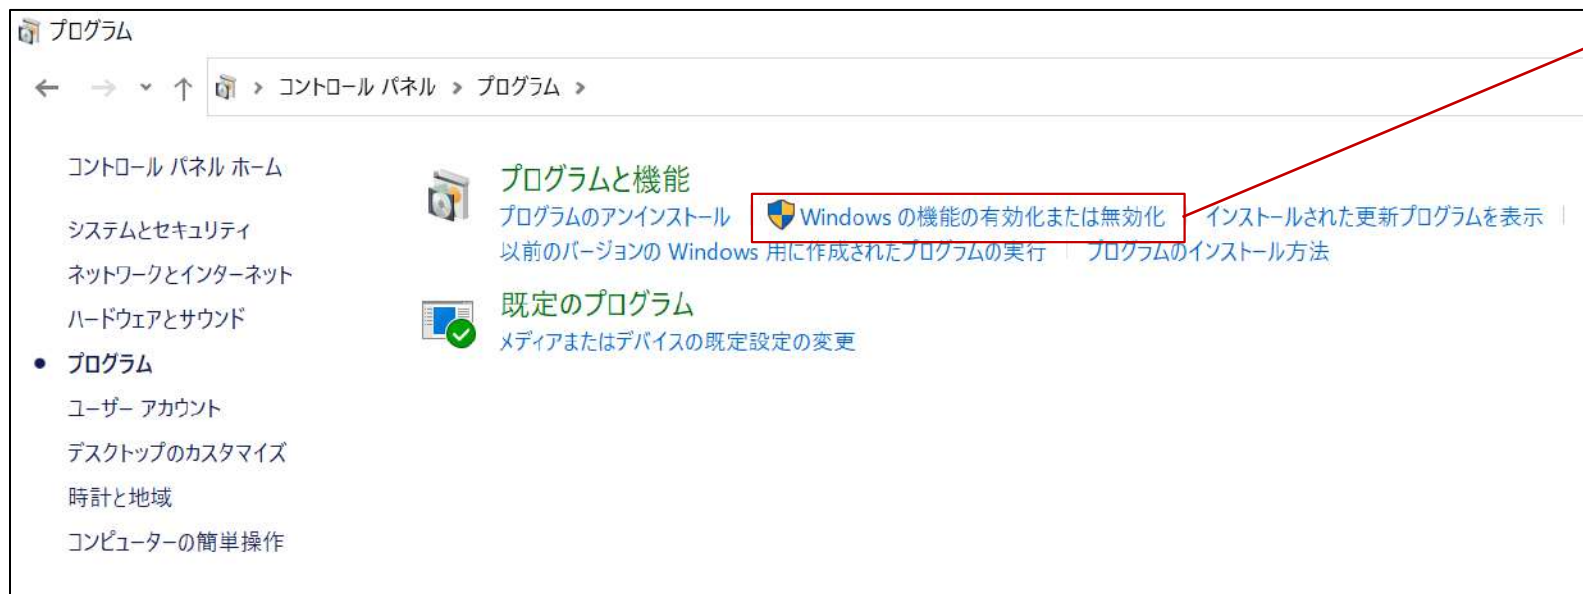 プログラム
コントロール パネル > プログラム >
コントロール パネル ホーム
システムとセキュリティ
ネットワークとインターネット
ハードウェアとサウンド
プログラム
ユーザー アカウント
デスクトップのカスタマイズ
時計と地域
コンピューターの簡単操作
プログラムと機能
プログラムのアンインストール Windows の機能の有効化または無効化 インストールされた更新プログラムを表示
以前のバージョンの Windows 用に作成されたプログラムの実行 プログラムのインストール方法
既定のプログラム
メディアまたはデバイスの既定設定の変更